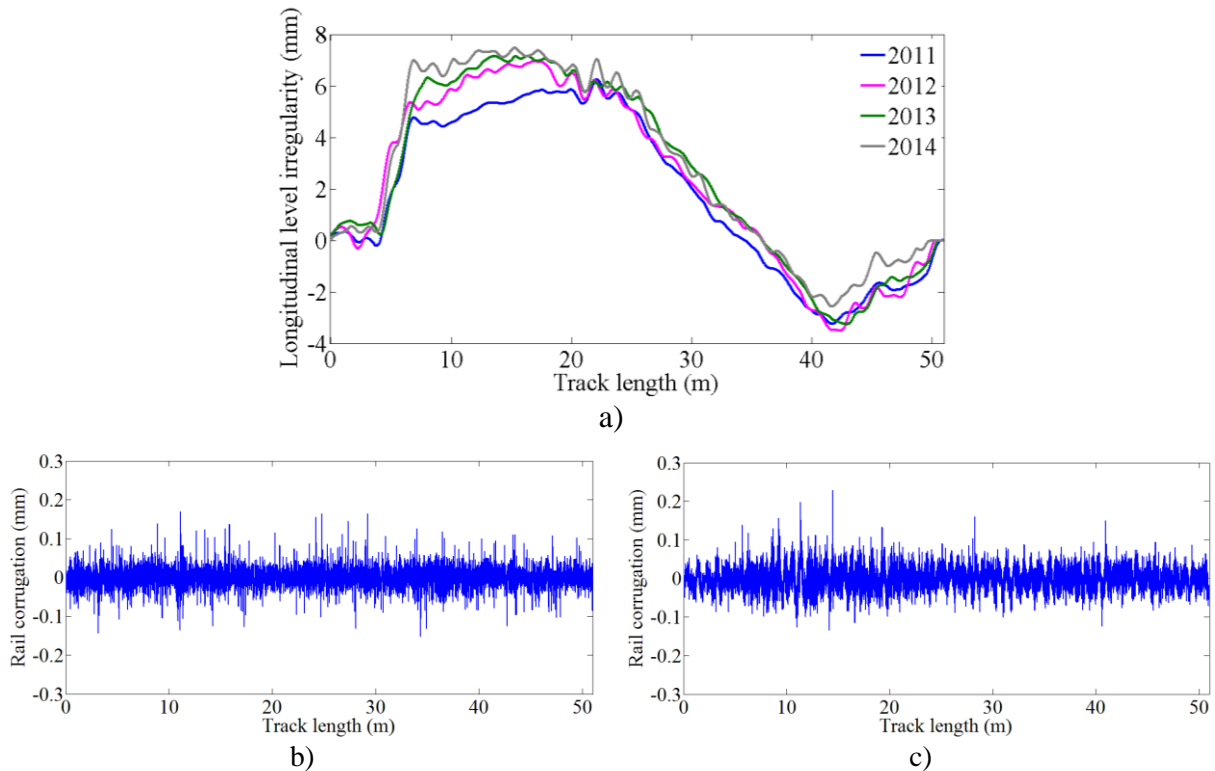 Longitudinal level irregularity (mm)
8
6
4
2
0
-2
-4
2011
2012
2013
2014
0 10 20 30 40 50
Track length (m)
a)
Rail corrugation (mm)
0.3
0.2
0.1
0
-0.1
-0.2
-0.3
0 10 20 30 40 50
Track length (m)
b)
Rail corrugation (mm)
0.3
0.2
0.1
0
-0.1
-0.2
-0.3
0 10 20 30 40 50
Track length (m)
c)